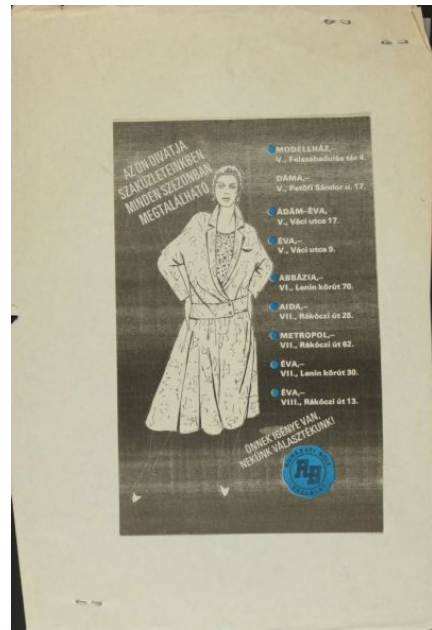 AZ ÖN DIVATJA
SZAKÜZLETEINKBEN
MINDEN SZEZONBAN
MEGTALÁLHATÓ
MODELLHÁZ,–
V., Felszabadulás tér 4.
DÁMA,–
V., Petőfi Sándor u. 17.
ÁDÁM–ÉVA,
V., Váci utca 17.
ÉVA,–
V., Váci utca 9.
ABBÁZIA,–
VI., Lenin körút 70.
AIDA,–
VII., Rákóczi út 28.
METROPOL,–
VII., Rákóczi út 62.
ÉVA,–
VII., Lenin körút 30.
ÉVA,–
VIII., Rákóczi út 13.
ÖNNEK IGÉNYE VAN,
NEKÜNK VÁLASZTÉKUNK!
RB